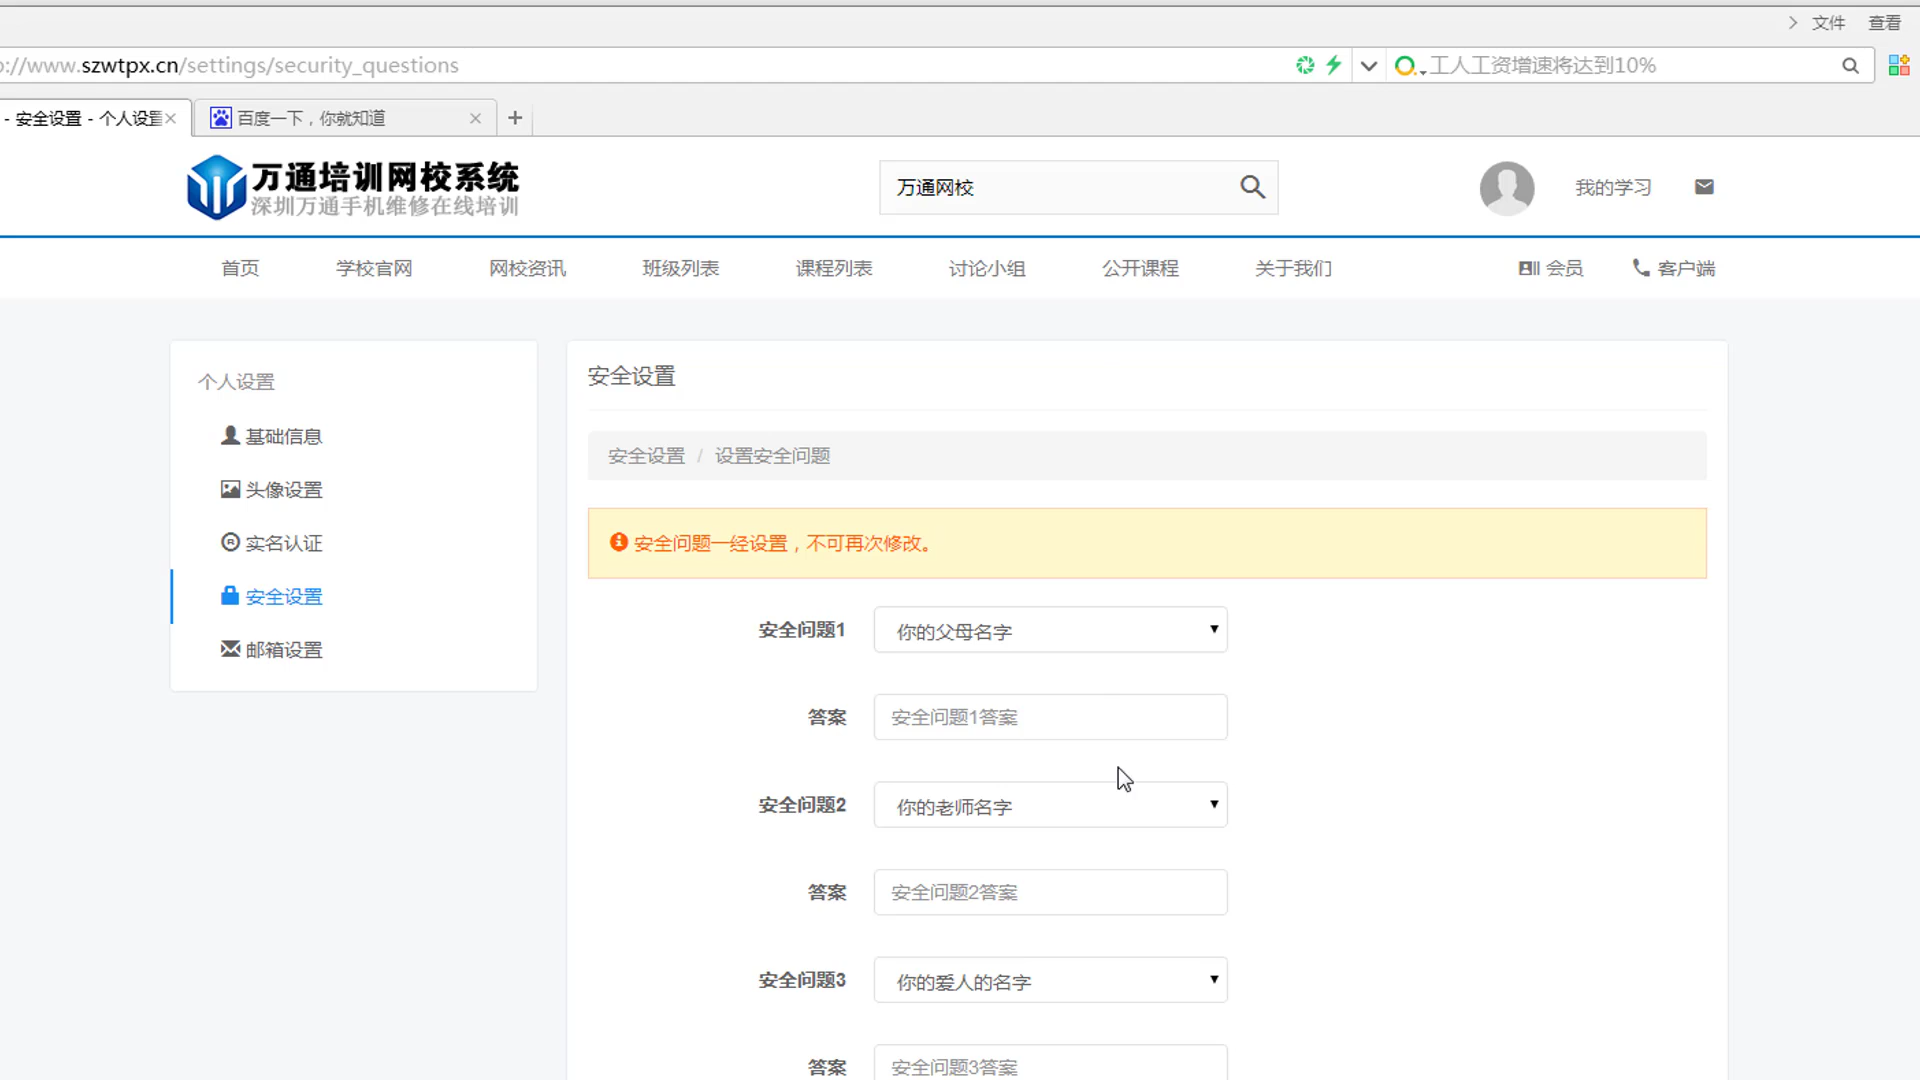 文件 查看
://www.szwtpx.cn/settings/security_questions
工人工资增速将达到10%
- 安全设置 - 个人设置
百度一下，你就知道
万通培训网校系统
深圳万通手机维修在线培训
万通网校
我的学习
首页 学校官网 网校资讯 班级列表 课程列表 讨论小组 公开课程 关于我们 会员 客户端
个人设置
基础信息
头像设置
实名认证
安全设置
邮箱设置
安全设置
安全设置 / 设置安全问题
安全问题一经设置，不可再次修改。
安全问题1 你的父母名字
答案 安全问题1答案
安全问题2 你的老师名字
答案 安全问题2答案
安全问题3 你的爱人的名字
答案 安全问题3答案